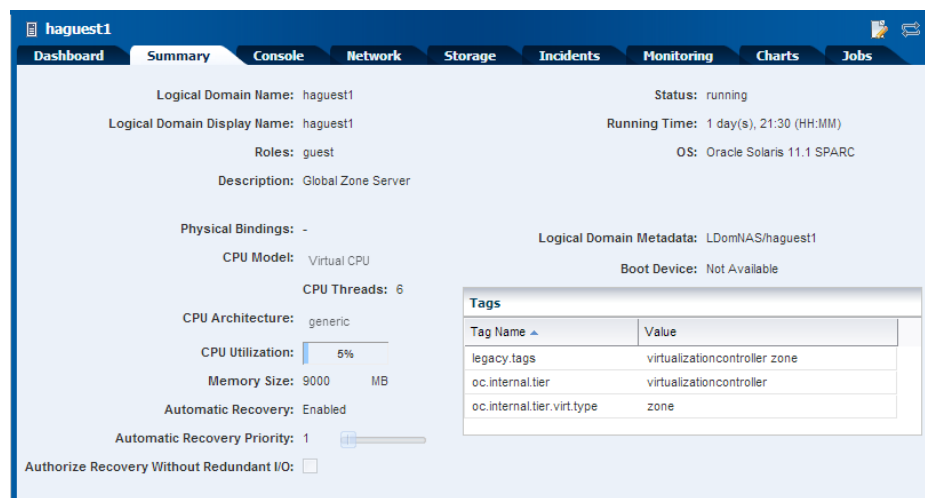 haguest1
Dashboard Summary Console Network Storage Incidents Monitoring Charts Jobs
Logical Domain Name: haguest1
Logical Domain Display Name: haguest1
Roles: guest
Description: Global Zone Server
Status: running
Running Time: 1 day(s), 21:30 (HH:MM)
OS: Oracle Solaris 11.1 SPARC
Physical Bindings: -
CPU Model: Virtual CPU
CPU Threads: 6
CPU Architecture: generic
CPU Utilization: 5%
Memory Size: 9000 MB
Automatic Recovery: Enabled
Automatic Recovery Priority: 1
Authorize Recovery Without Redundant I/O:
Logical Domain Metadata: LDomNAS/haguest1
Boot Device: Not Available
Tags
Tag Name Value
legacy.tags virtualizationcontroller zone
oc.internal.tier virtualizationcontroller
oc.internal.tier.virt.type zone